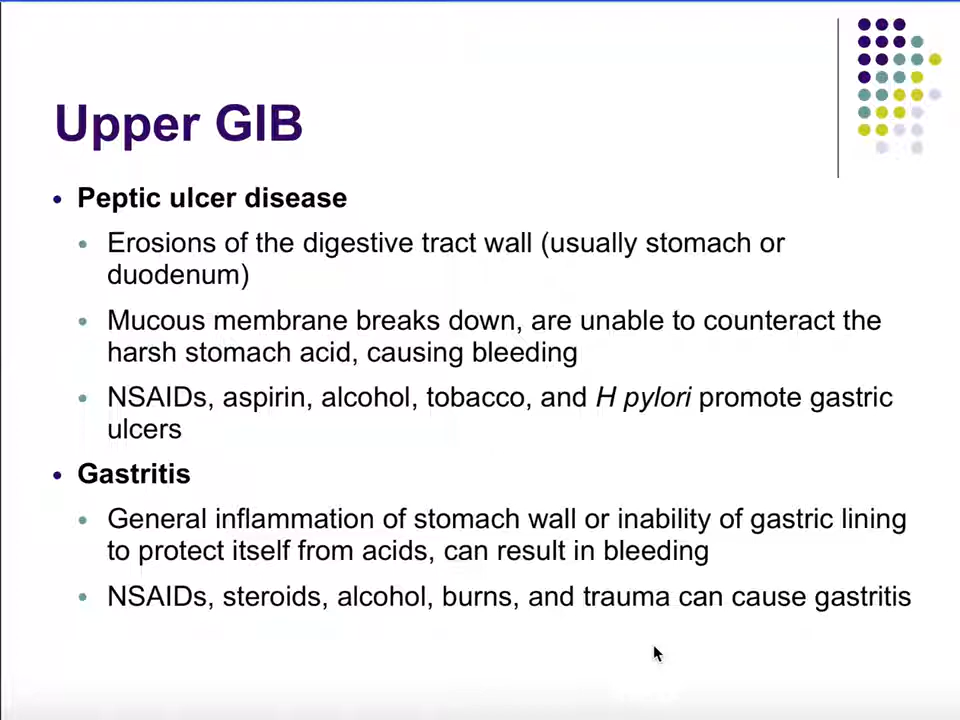 Upper GIB
• Peptic ulcer disease
• Erosions of the digestive tract wall (usually stomach or
duodenum)
• Mucous membrane breaks down, are unable to counteract the
harsh stomach acid, causing bleeding
• NSAIDs, aspirin, alcohol, tobacco, and H pylori promote gastric
ulcers
• Gastritis
• General inflammation of stomach wall or inability of gastric lining
to protect itself from acids, can result in bleeding
• NSAIDs, steroids, alcohol, burns, and trauma can cause gastritis